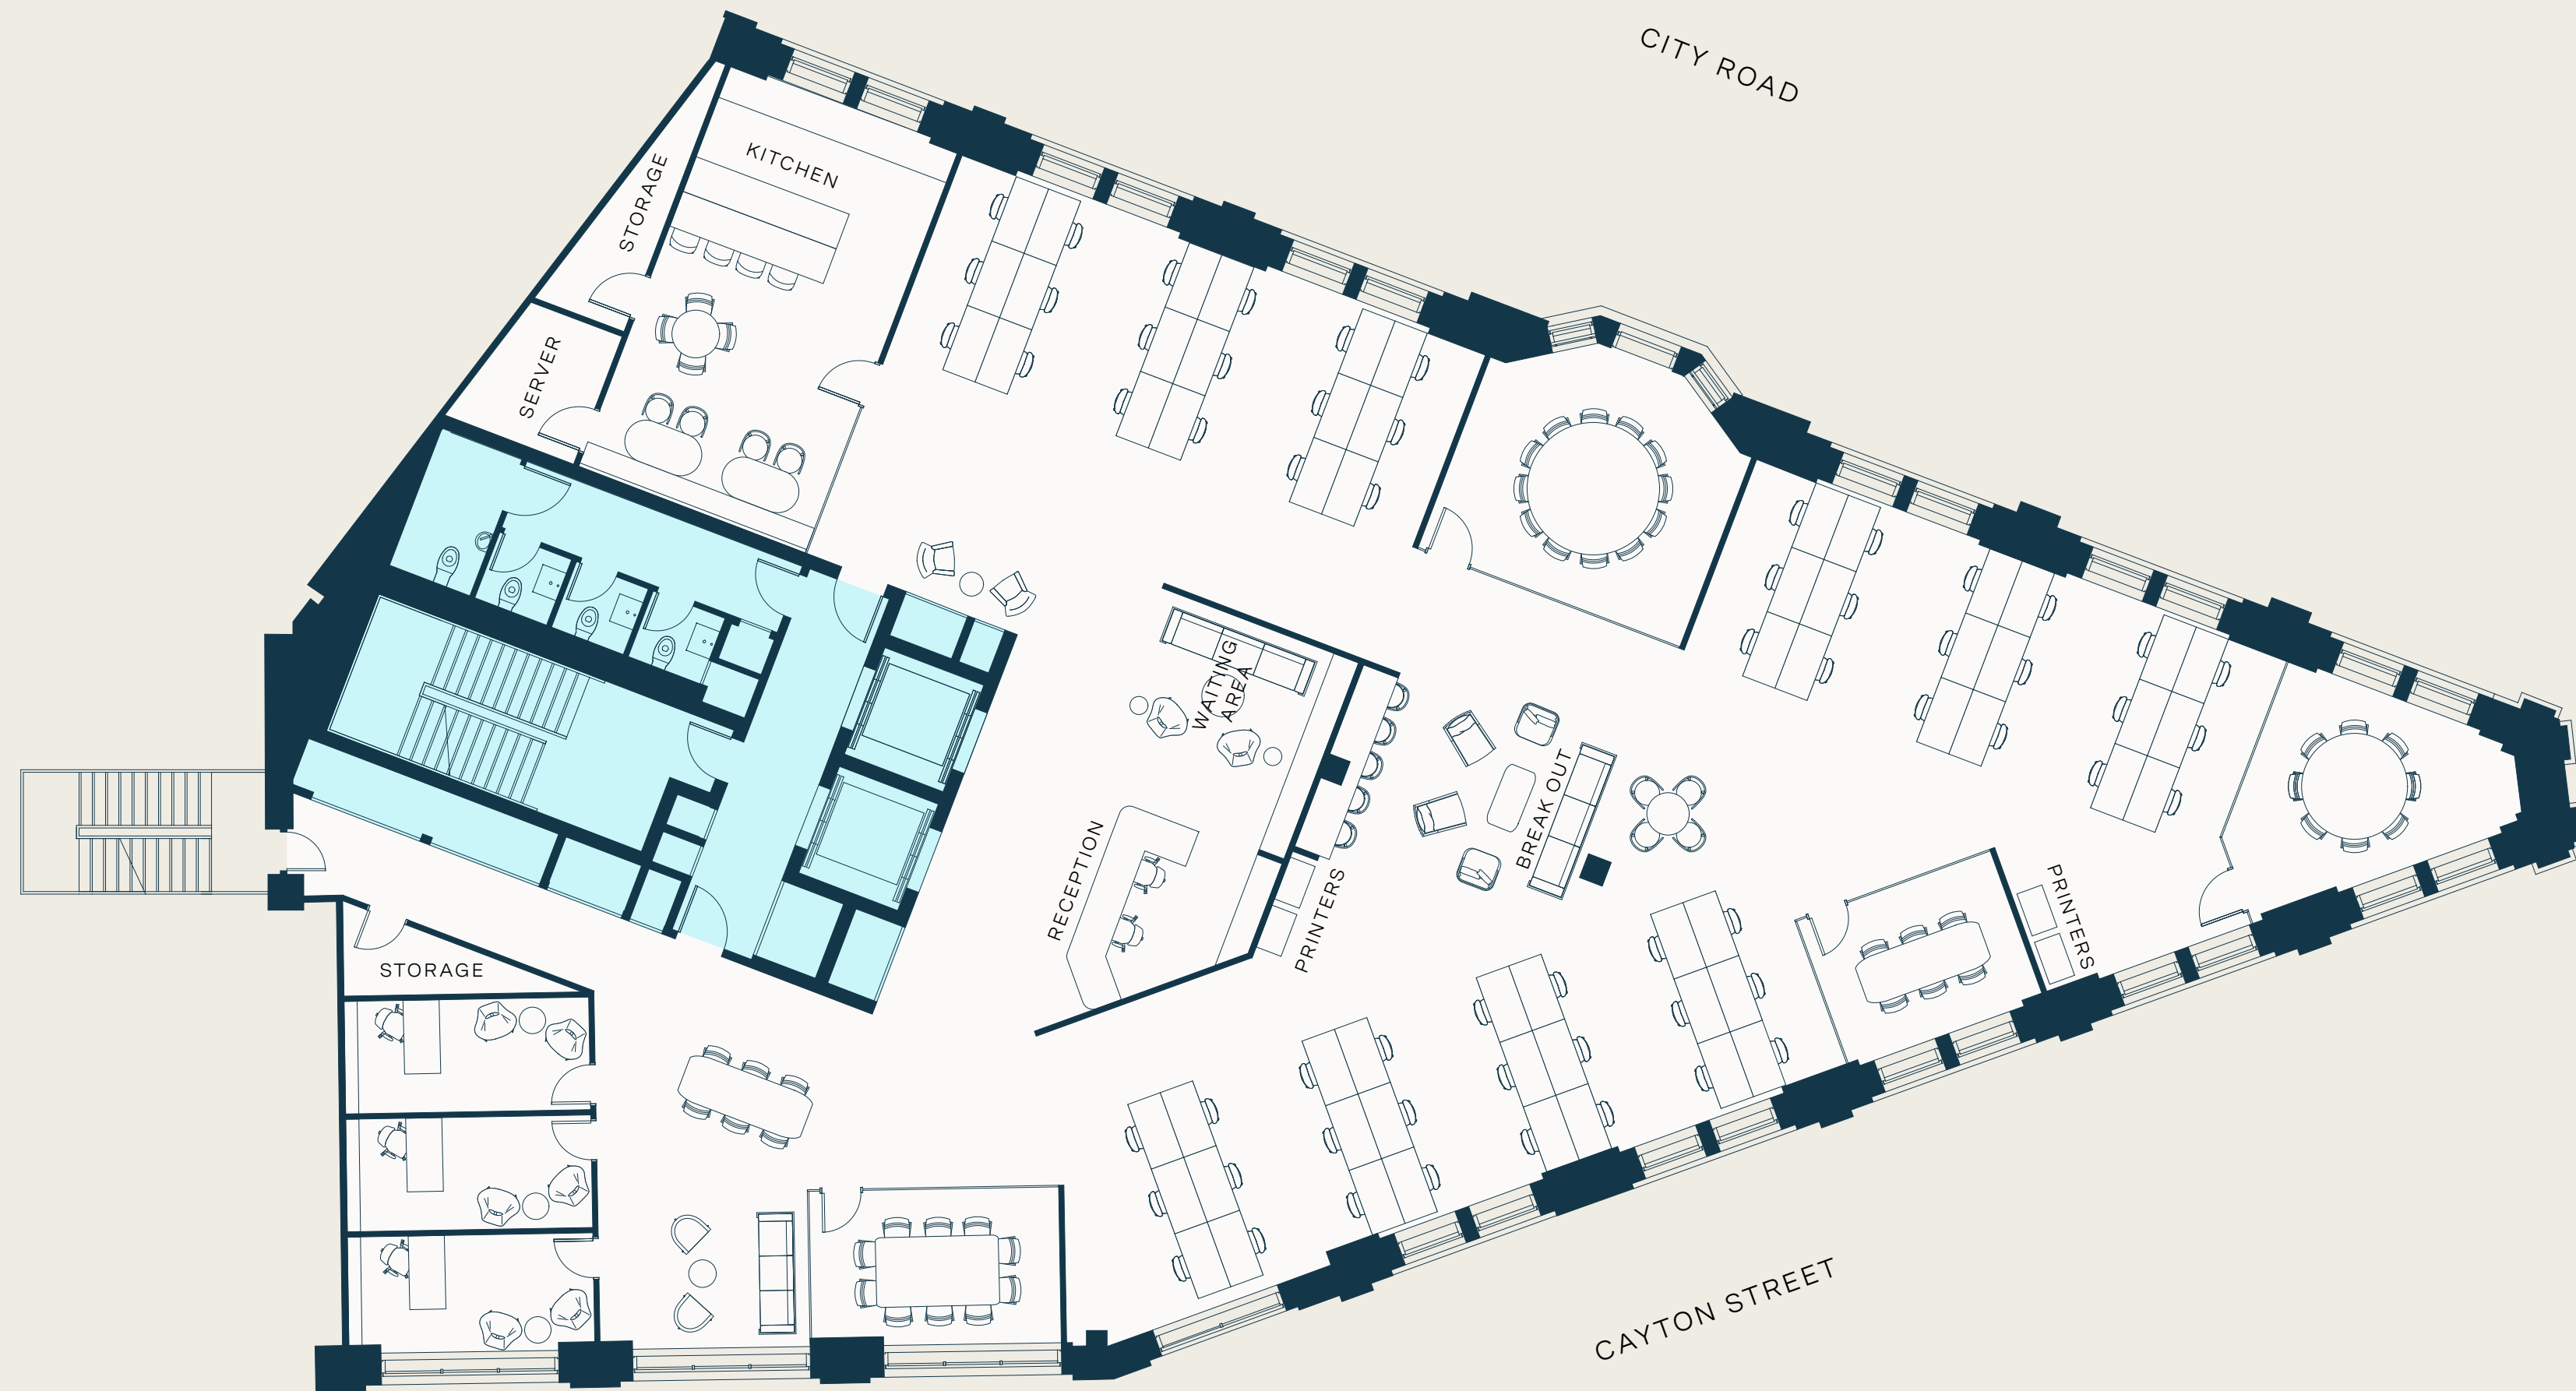 CITY ROAD
KITCHEN
STORAGE
SERVER
WAITING
AREA
BREAK OUT
RECEPTION
PRINTERS
PRINTERS
STORAGE
CAYTON STREET